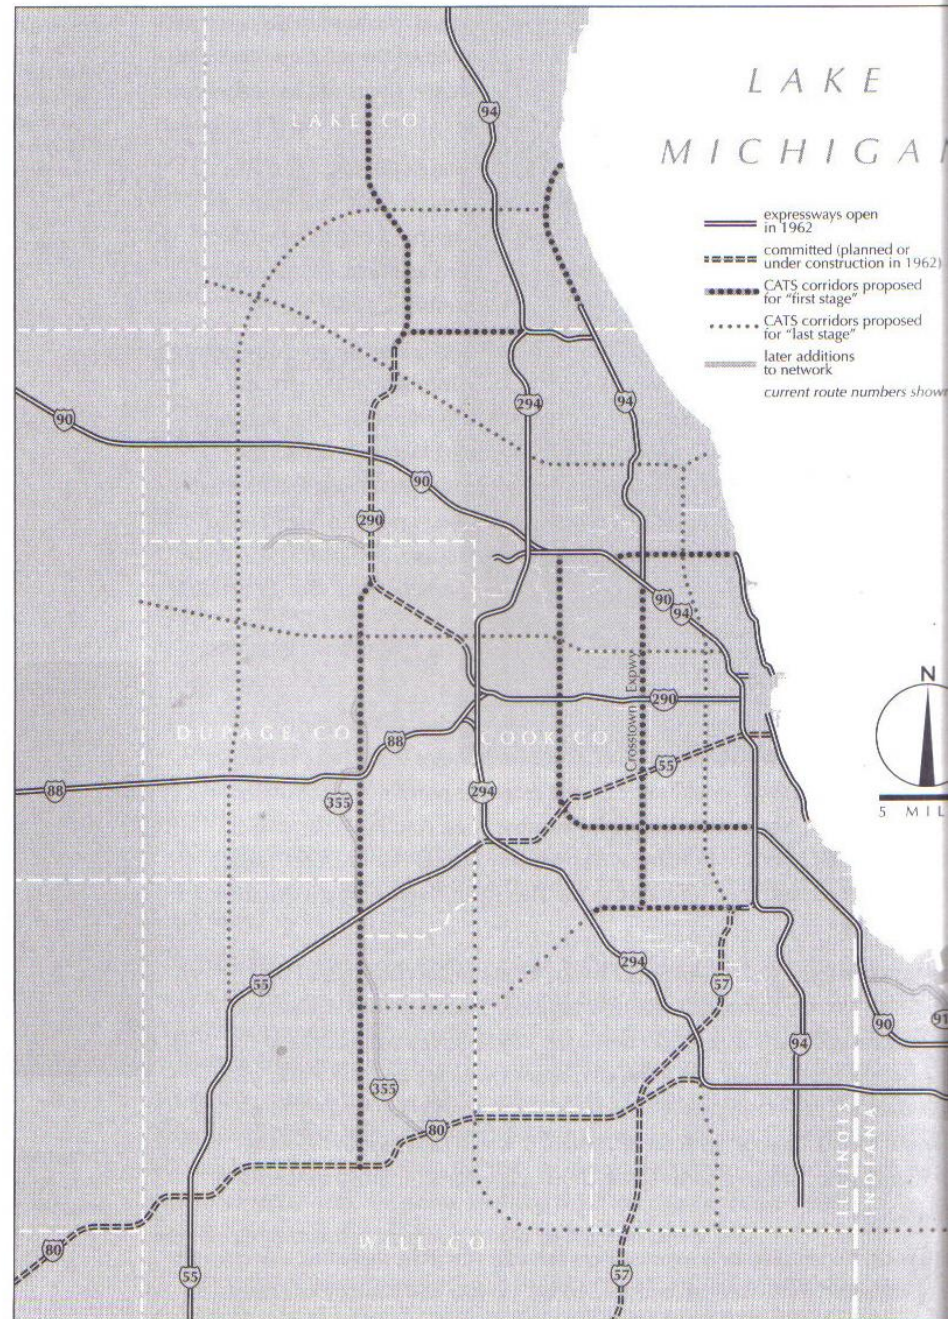 LAKE
MICHIGA
expressways open
in 1962
committed (planned or
under construction in 1962)
CATS corridors proposed
for "first stage"
CATS corridors proposed
for "last stage"
later additions
to network
current route numbers show
LAKE CO
94
294
94
90
90
290
90
94
N
5 MIL
Crosstown Expwy
290
DUPAGE CO
COOK CO
88
55
88
355
294
294
55
57
90
94
355
80
ILLINOIS
INDIANA
WILL CO
80
55
57